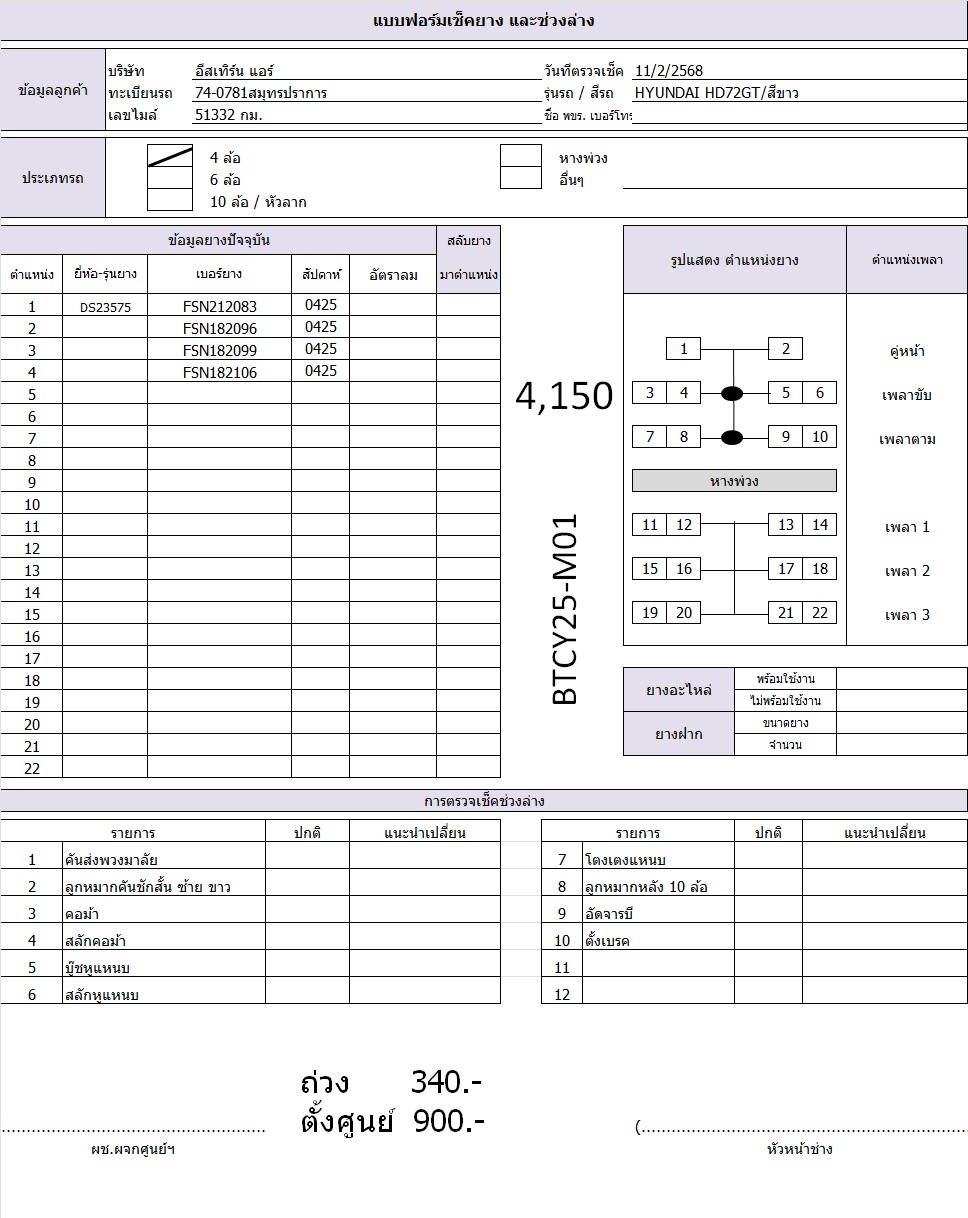 แบบฟอร์มเช็คยาง และช่วงล่าง
ข้อมูลลูกค้า
บริษัท อีสเทิร์น แอร์ วันที่ตรวจเช็ค 11/2/2568
ทะเบียนรถ 74-0781สมุทรปราการ รุ่นรถ / สีรถ HYUNDAI HD72GT/สีขาว
เลขไมล์ 51332 กม. ชื่อ พขร. เบอร์โทร
ประเภทรถ
4 ล้อ หางพ่วง
6 ล้อ อื่นๆ
10 ล้อ / หัวลาก
ข้อมูลยางปัจจุบัน สลับยาง
ตำแหน่ง ยี่ห้อ-รุ่นยาง เบอร์ยาง สัปดาห์ อัตราลม มาตำแหน่ง
1 DS23575 FSN212083 0425
2 FSN182096 0425
3 FSN182099 0425
4 FSN182106 0425
5
6
7
8
9
10
11
12
13
14
15
16
17
18
19
20
21
22
4,150
BTCY25-M01
รูปแสดง ตำแหน่งยาง ตำแหน่งเพลา
1 2 คู่หน้า
3 4 5 6 เพลาขับ
7 8 9 10 เพลาตาม
หางพ่วง
11 12 13 14 เพลา 1
15 16 17 18 เพลา 2
19 20 21 22 เพลา 3
ยางอะไหล่ พร้อมใช้งาน
ไม่พร้อมใช้งาน
ยางฝาก ขนาดยาง
จำนวน
การตรวจเช็คช่วงล่าง
รายการ ปกติ แนะนำเปลี่ยน รายการ ปกติ แนะนำเปลี่ยน
1 คันส่งพวงมาลัย 7 โตงเตงแหนบ
2 ลูกหมากคันชักสั้น ซ้าย ขาว 8 ลูกหมากหลัง 10 ล้อ
3 คอม้า 9 อัดจารบี
4 สลักคอม้า 10 ตั้งเบรค
5 บู๊ชหูแหนบ 11
6 สลักหูแหนบ 12
ถ่วง 340.-
ตั้งศูนย์ 900.-
..................................................... (.................................................................
ผช.ผจกศูนย์ฯ หัวหน้าช่าง